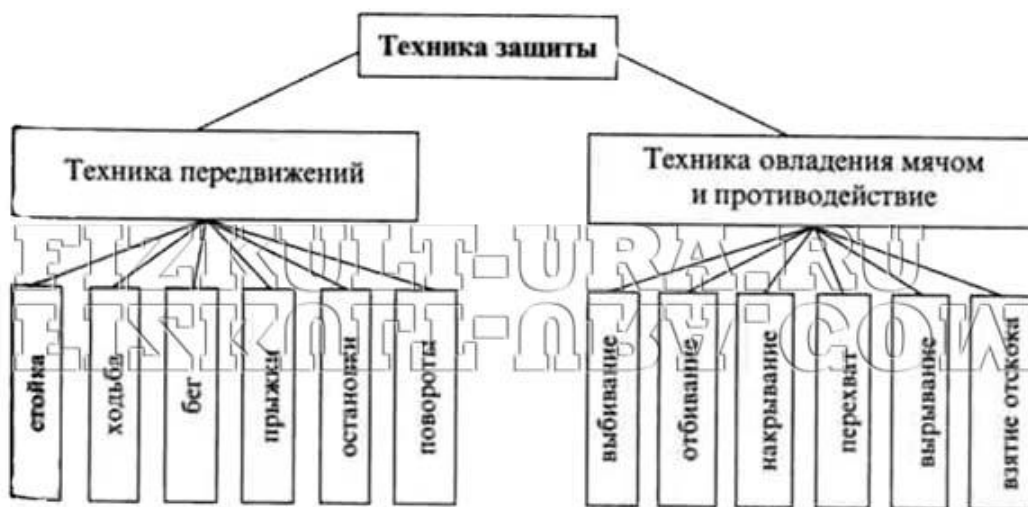 Техника защиты
Техника передвижений
Техника овладения мячом
и противодействие
FIZKULT-URA.RU
стойка
ходьба
бег
прыжки
остановки
повороты
выбивание
отбивание
накрывание
перехват
вырывание
взятие отскока